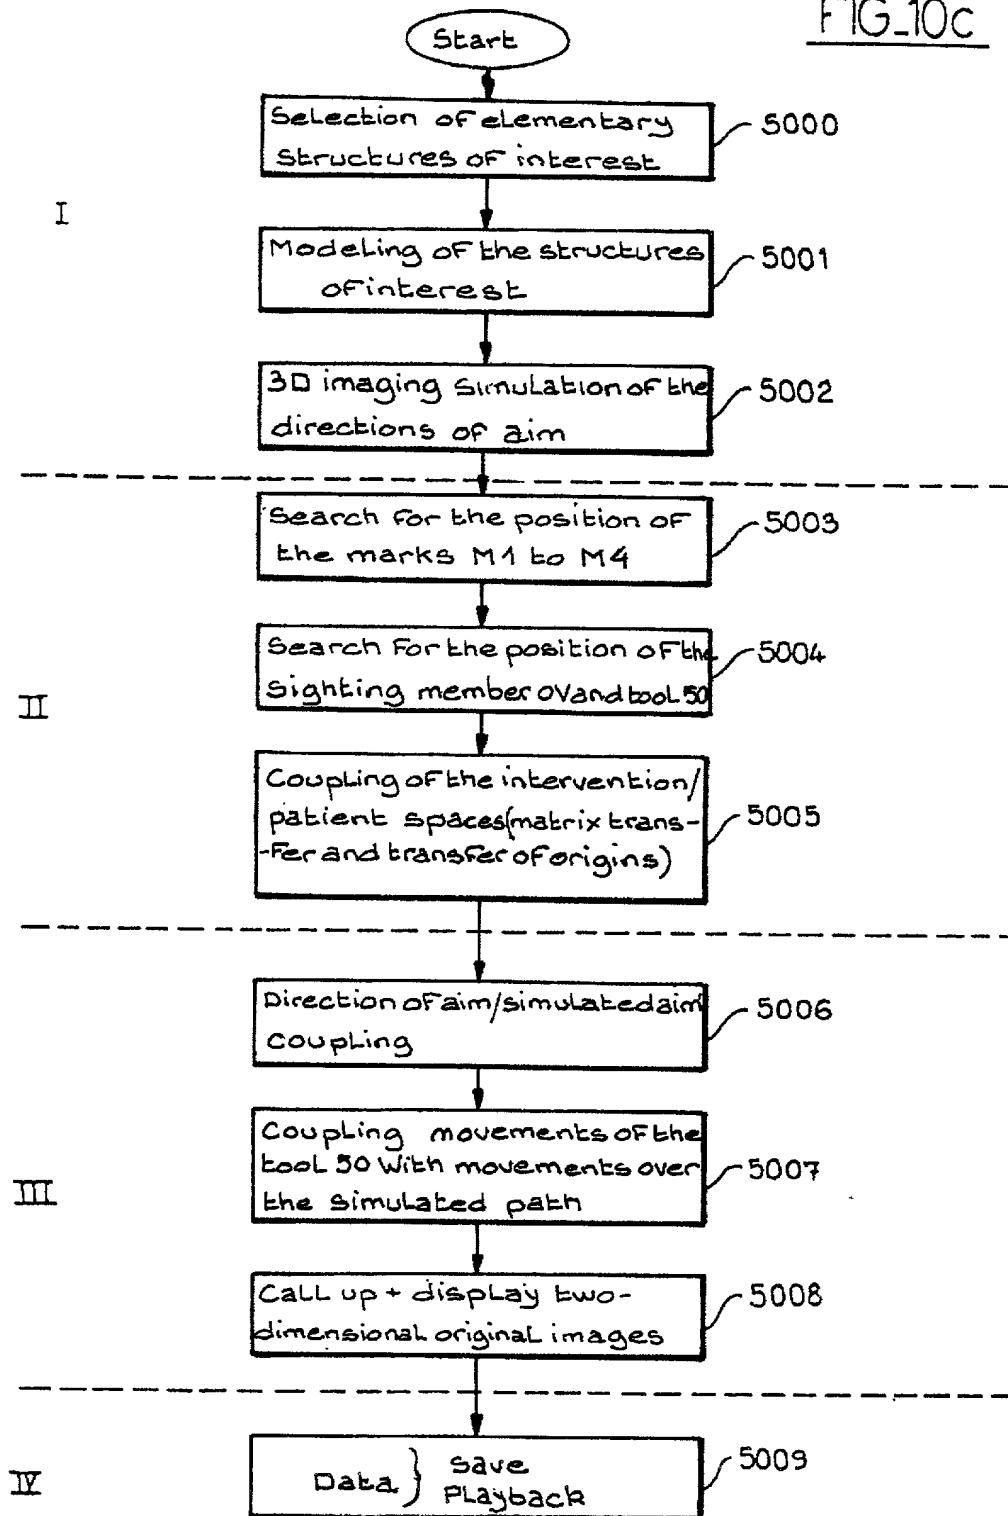 FIG_10c
Start
Selection of elementary
structures of interest
5000
I
Modeling of the structures
of interest
5001
3D imaging simulation of the
directions of aim
5002
Search for the position of
the marks M1 to M4
5003
Search for the position of the
sighting member OV and tool 50
5004
II
Coupling of the intervention/
patient spaces (matrix trans-
-fer and transfer of origins)
5005
Direction of aim/simulated aim
coupling
5006
Coupling movements of the
tool 50 with movements over
the simulated path
5007
III
Call up + display two-
dimensional original images
5008
IV
Data } Save
Playback
5009